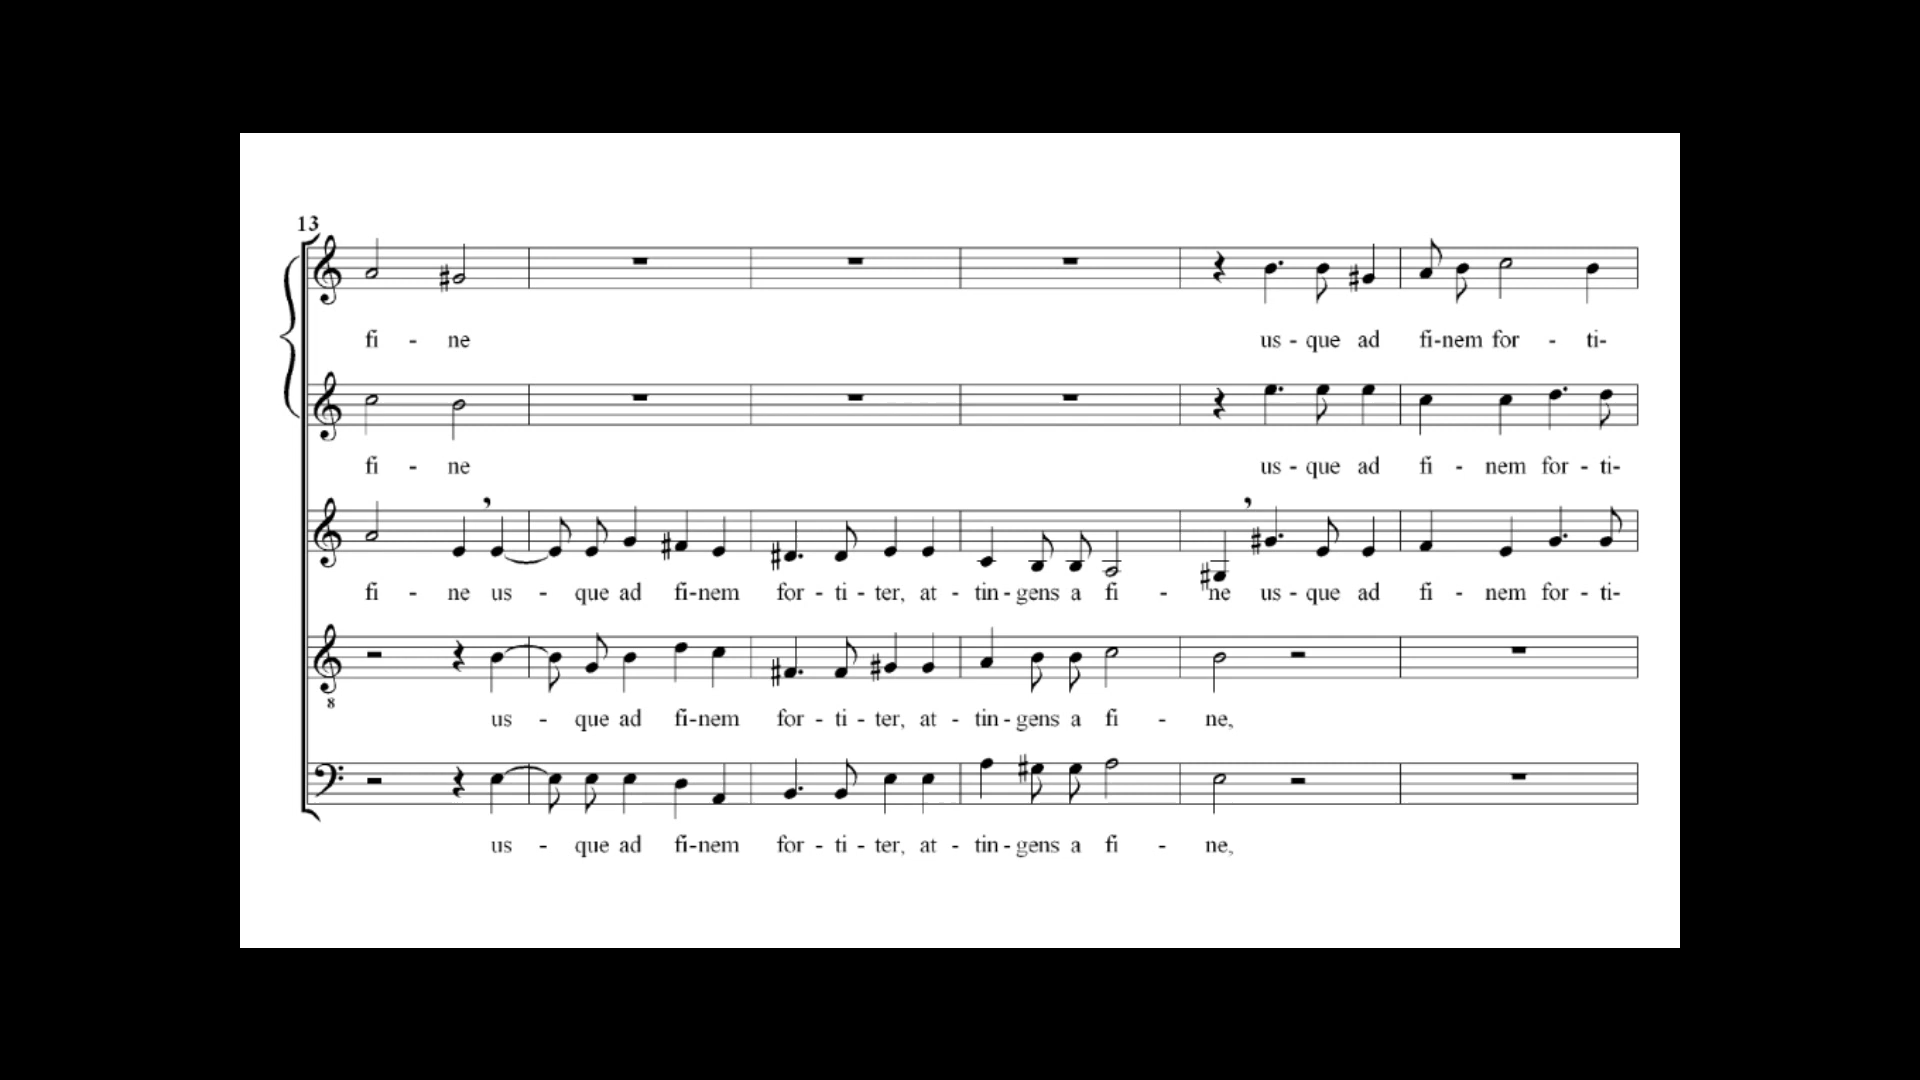 13
fi - ne us - que ad fi-nem for - ti-
fi - ne us - que ad fi - nem for - ti-
fi - ne us - que ad fi-nem for - ti - ter, at - tin - gens a fi - ne us - que ad fi - nem for - ti-
8
us - que ad fi-nem for - ti - ter, at - tin - gens a fi - ne,
us - que ad fi-nem for - ti - ter, at - tin - gens a fi - ne,